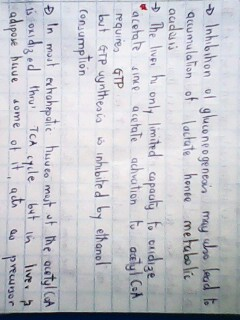 → Inhibition of gluconeogenesis may also lead to
accumulation of lactate hence metabolic
acidosis
→ The liver is only limited capacity to oxidize
acetate since acetate activation to acetyl CoA
requires GTP
but GTP synthesis is inhibited by ethanol
consumption
→ In most extrahepatic tissues most of the acetyl CoA
is oxidized thru' TCA cycle but in liver &
adipose tissue some of it acts as precursor